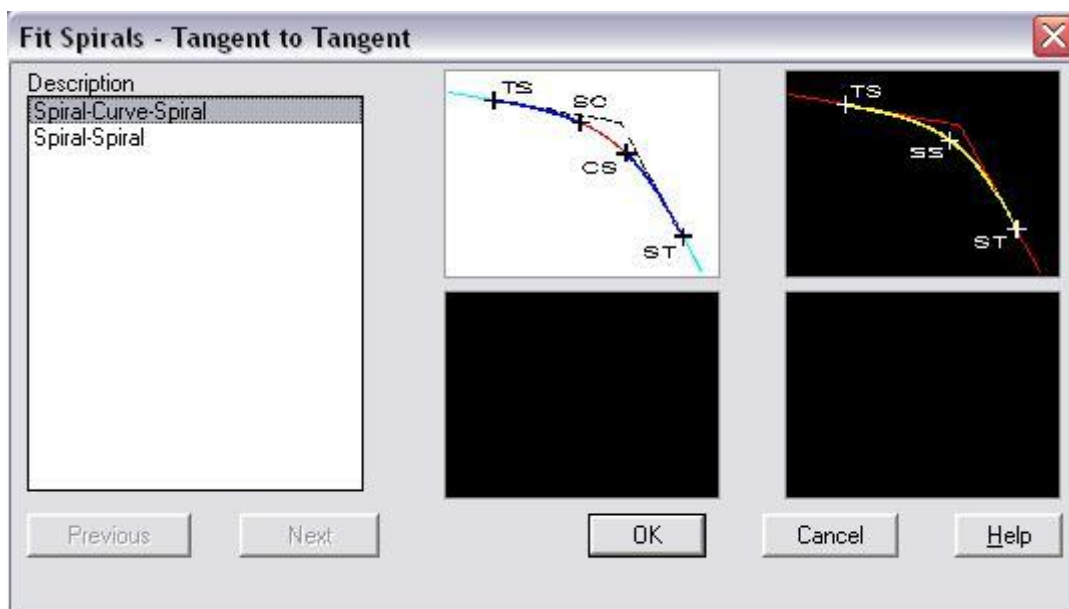 Fit Spirals - Tangent to Tangent
Description
Spiral-Curve-Spiral
Spiral-Spiral
TS
SC
CS
ST
TS
SS
ST
Previous
Next
OK
Cancel
Help